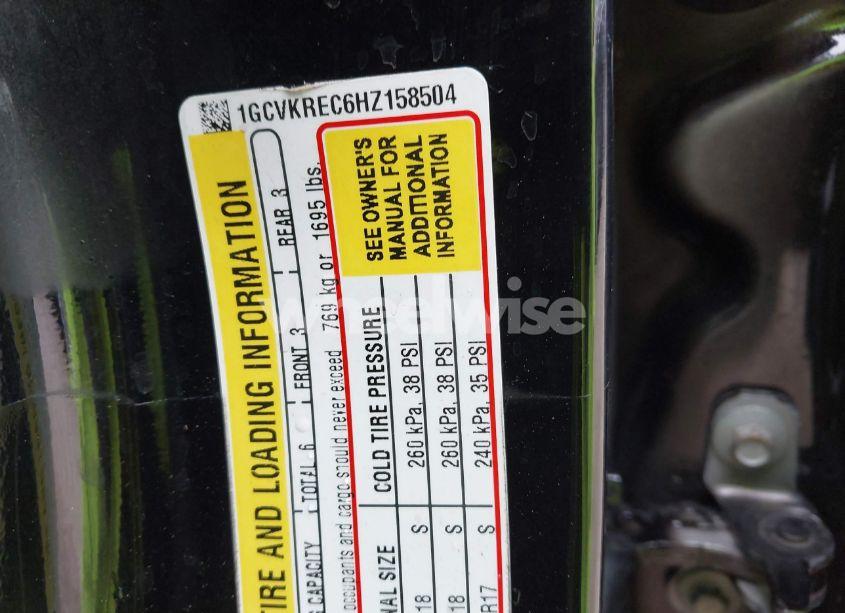 1GCVKREC6HZ158504
TIRE AND LOADING INFORMATION
CAPACITY TOTAL 6 FRONT 3 REAR 3
occupants and cargo should never exceed 769 kg or 1695 lbs.
SIZE COLD TIRE PRESSURE
18 S 260 kPa, 38 PSI
18 S 260 kPa, 38 PSI
R17 S 240 kPa, 35 PSI
SEE OWNER'S
MANUAL FOR
ADDITIONAL
INFORMATION
wheelwise